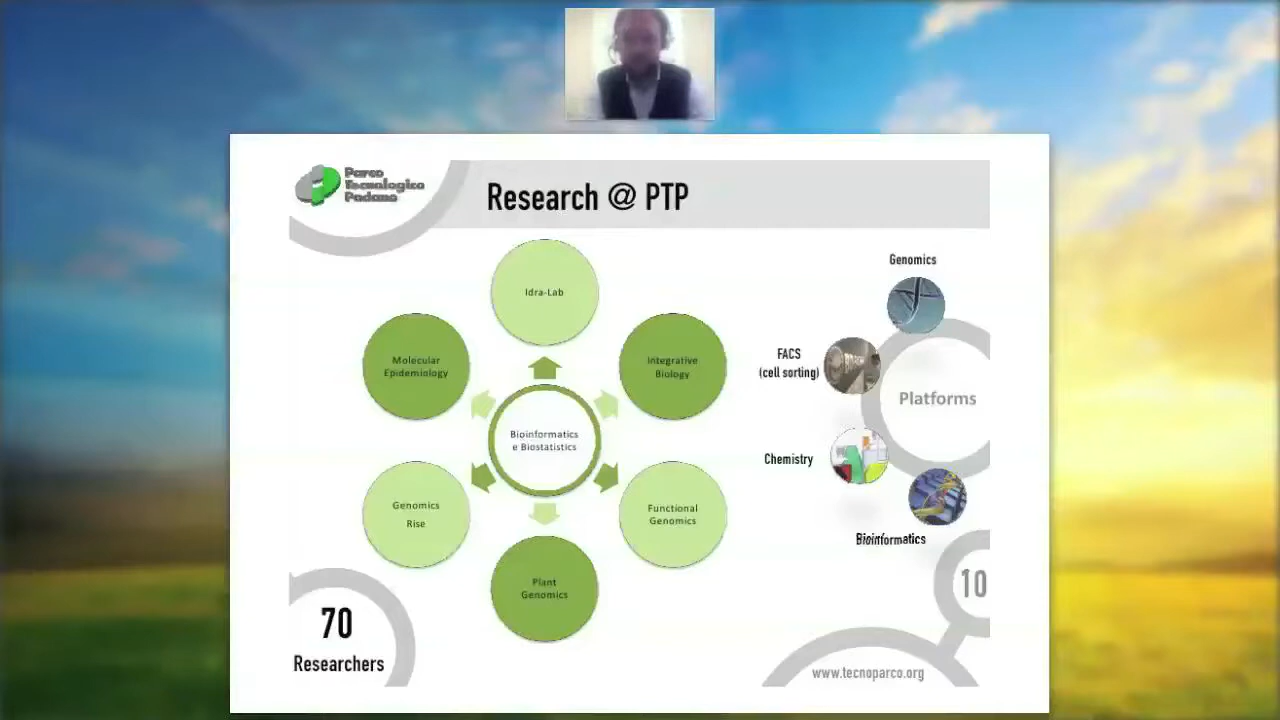 Parco
Tecnologico
Padano
Research @ PTP
Idra-Lab
Molecular
Epidemiology
Integrative
Biology
Bioinformatics
e Biostatistics
Genomics
Rise
Functional
Genomics
Plant
Genomics
Genomics
FACS
(cell sorting)
Platforms
Chemistry
Bioinformatics
10
70
Researchers
www.tecnoparco.org